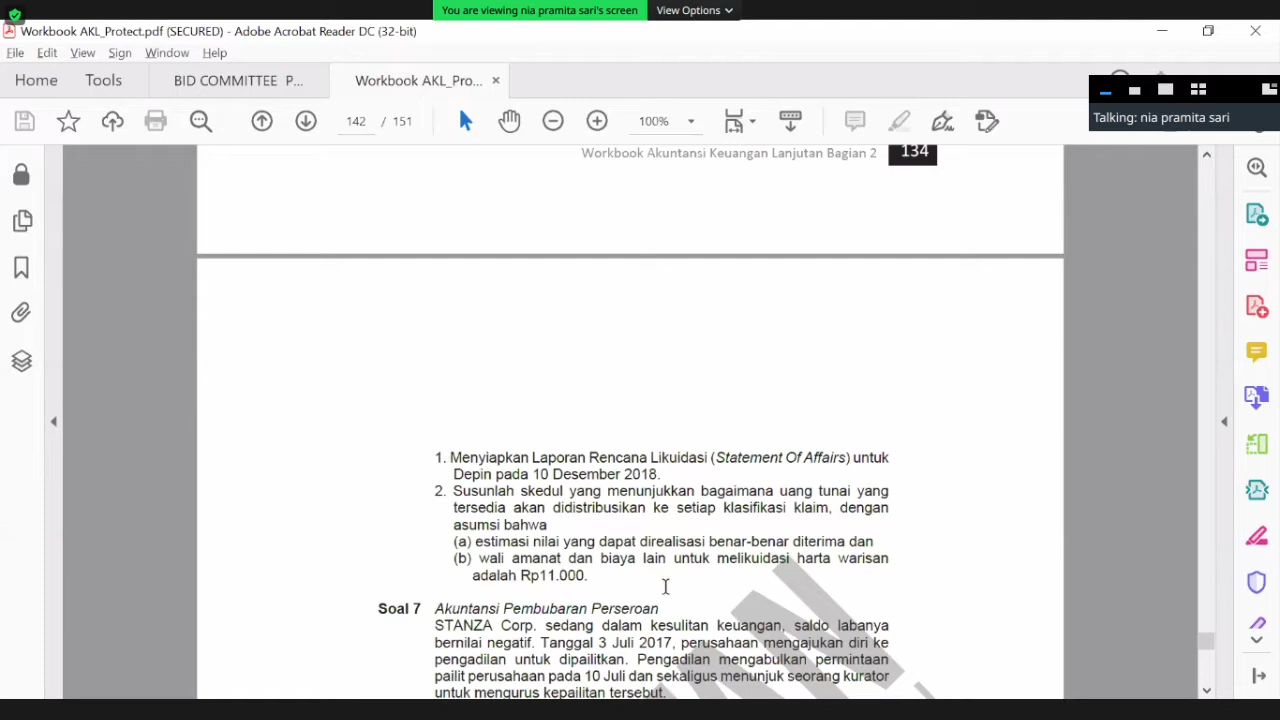 You are viewing nia pramita sari's screen
View Options
Workbook AKL_Protect.pdf (SECURED) - Adobe Acrobat Reader DC (32-bit)
File Edit View Sign Window Help
Home Tools BID COMMITTEE P... Workbook AKL_Pro... ×
142 / 151 100%
Talking: nia pramita sari
Workbook Akuntansi Keuangan Lanjutan Bagian 2 134
1. Menyiapkan Laporan Rencana Likuidasi (Statement Of Affairs) untuk
Depin pada 10 Desember 2018.
2. Susunlah skedul yang menunjukkan bagaimana uang tunai yang
tersedia akan didistribusikan ke setiap klasifikasi klaim, dengan
asumsi bahwa
(a) estimasi nilai yang dapat direalisasi benar-benar diterima dan
(b) wali amanat dan biaya lain untuk melikuidasi harta warisan
adalah Rp11.000.
Soal 7 Akuntansi Pembubaran Perseroan
STANZA Corp. sedang dalam kesulitan keuangan, saldo labanya
bernilai negatif. Tanggal 3 Juli 2017, perusahaan mengajukan diri ke
pengadilan untuk dipailitkan. Pengadilan mengabulkan permintaan
pailit perusahaan pada 10 Juli dan sekaligus menunjuk seorang kurator
untuk mengurus kepailitan tersebut.